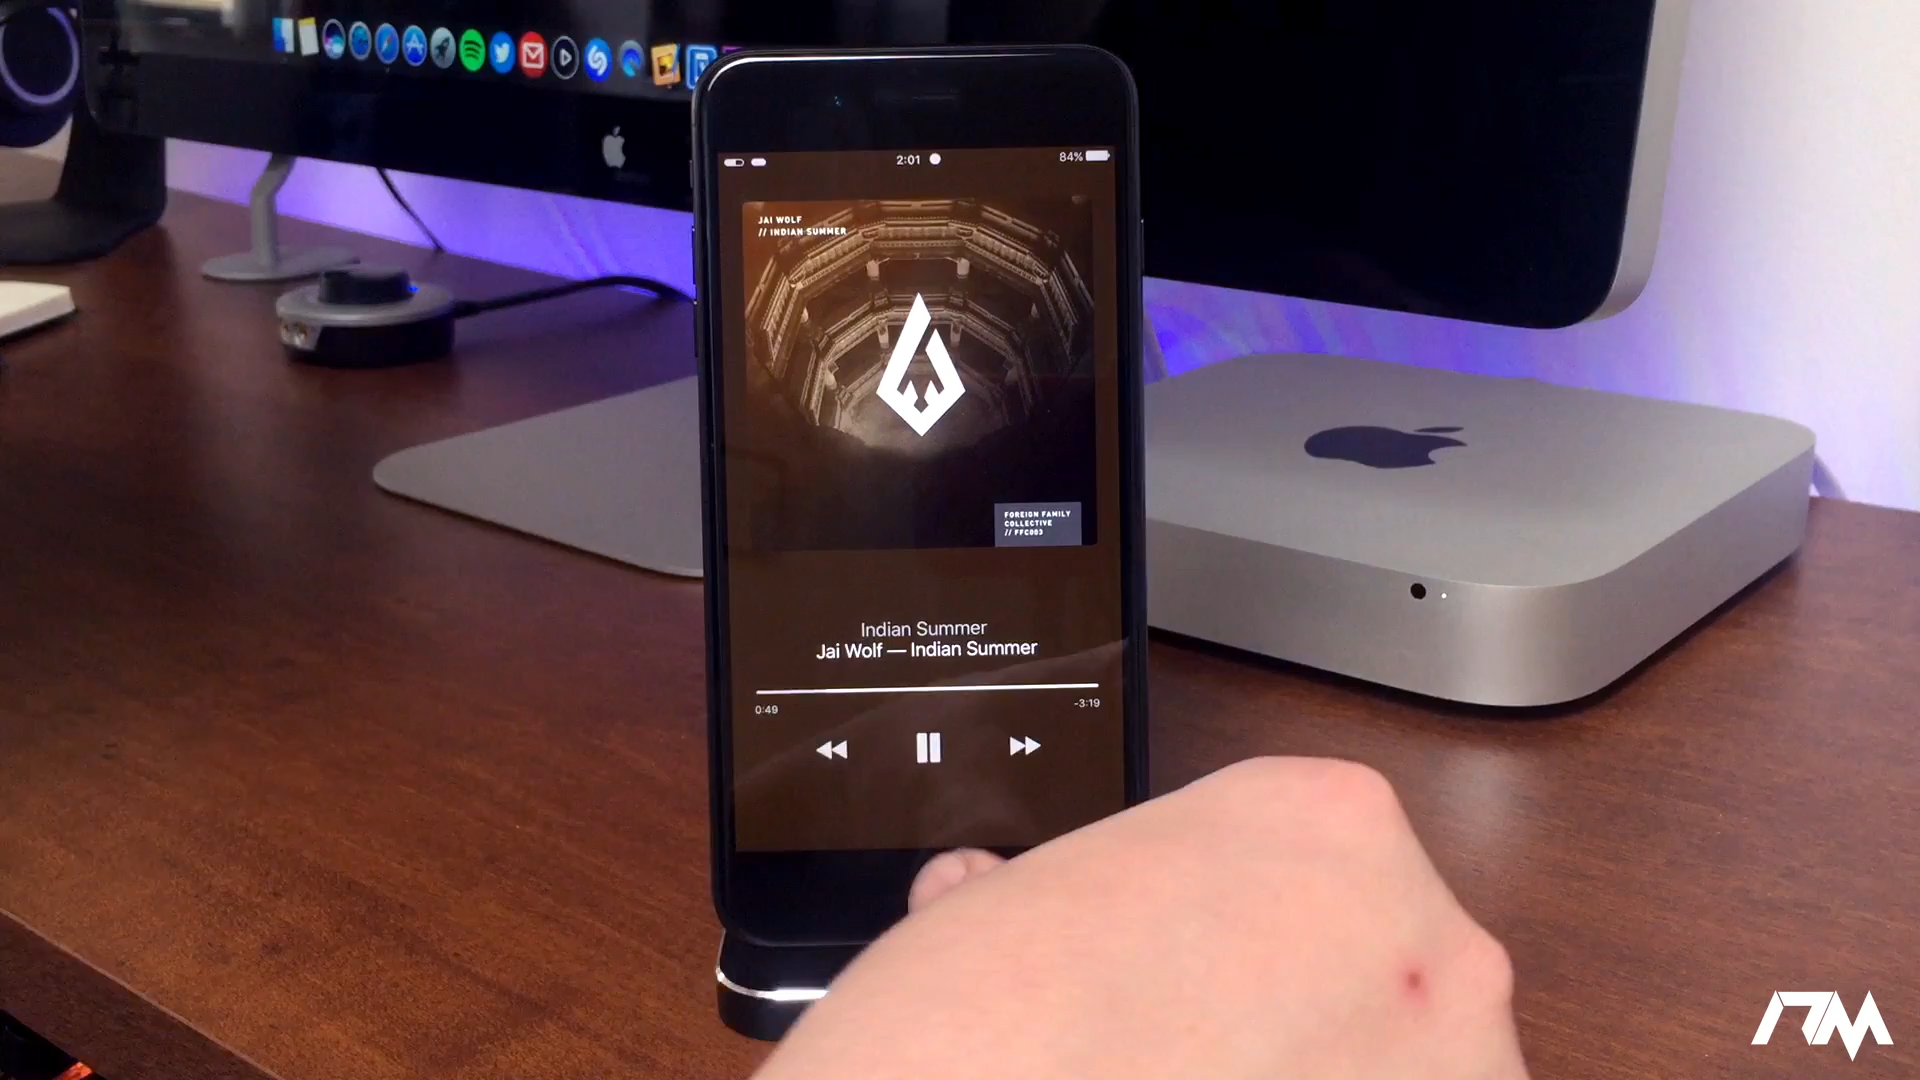 2:01
84%
JAI WOLF
// INDIAN SUMMER
FOREIGN FAMILY
COLLECTIVE
// FFC003
Indian Summer
Jai Wolf — Indian Summer
0:49
-3:19